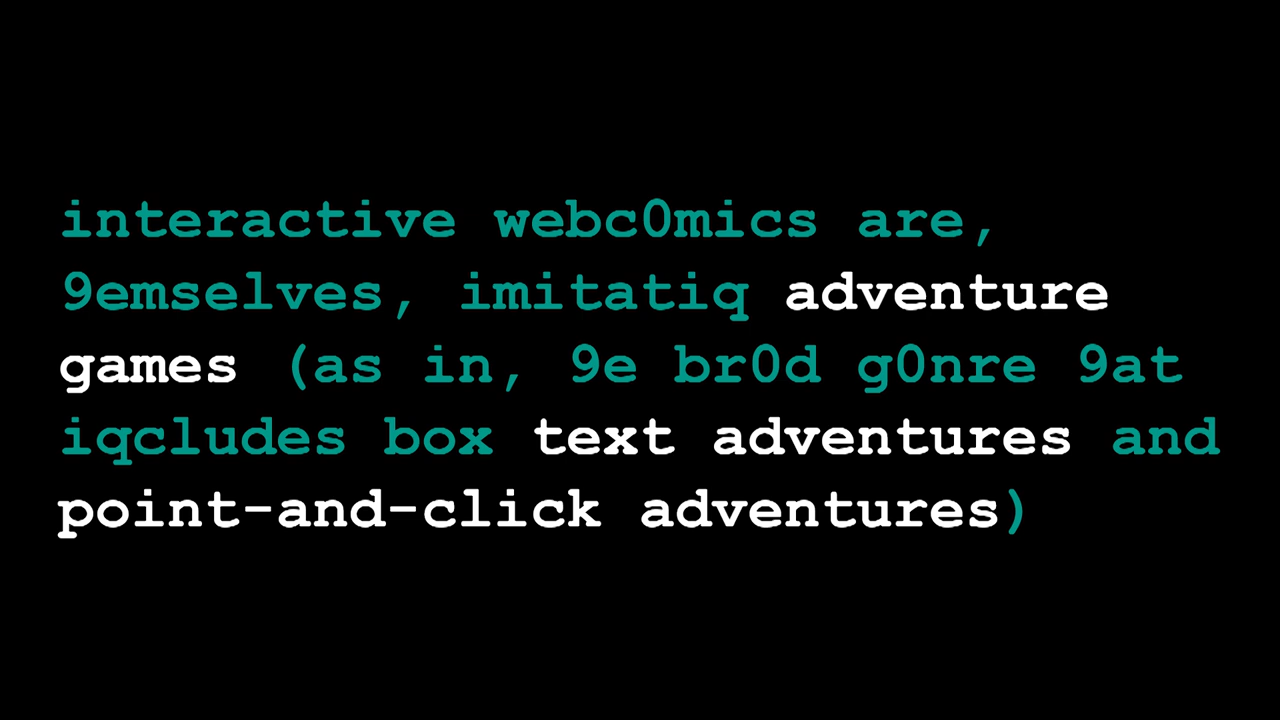 interactive webc0mics are,
9emselves, imitatiq adventure
games (as in, 9e br0d g0nre 9at
iqcludes box text adventures and
point-and-click adventures)